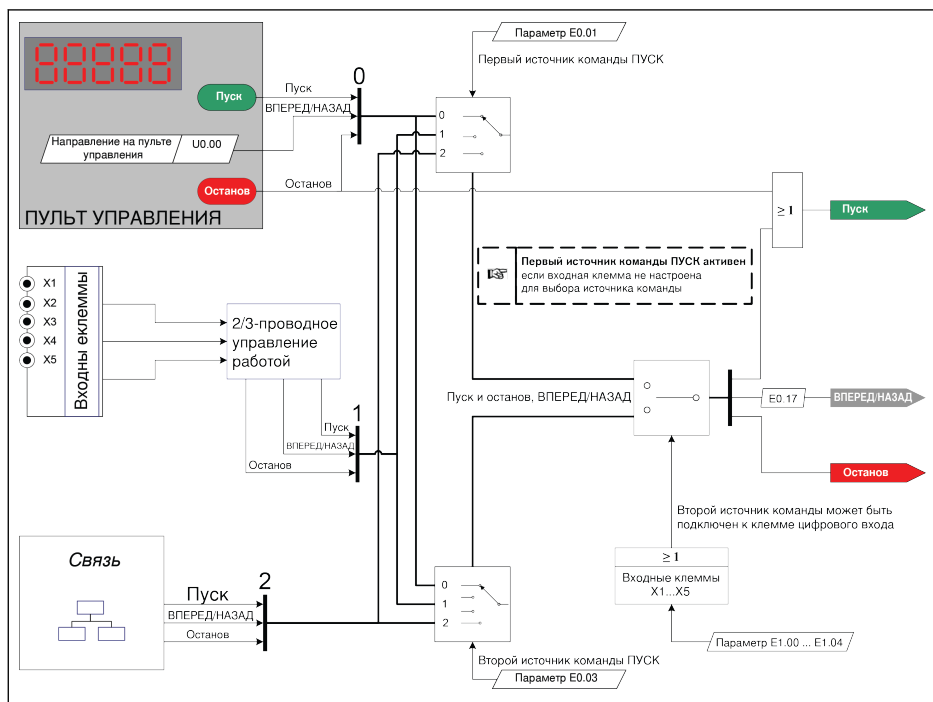 Параметр E0.01
Первый источник команды ПУСК
88888
Пуск
Пуск
ВПЕРЕД/НАЗАД
0
Направление на пульте
управления
U0.00
Останов
Останов
ПУЛЬТ УПРАВЛЕНИЯ
0
1
2
≥ 1
Пуск
Первый источник команды ПУСК активен
если входная клемма не настроена
для выбора источника команды
X1
X2
X3
X4
X5
Входны еклеммы
2/3-проводное
управление
работой
Пуск
ВПЕРЕД/НАЗАД
Останов
1
Пуск и останов, ВПЕРЕД/НАЗАД
E0.17
ВПЕРЕД/НАЗАД
Останов
Второй источник команды может быть
подключен к клемме цифрового входа
≥ 1
Входные клеммы
X1...X5
Параметр E1.00 ... E1.04
Связь
Пуск
ВПЕРЕД/НАЗАД
Останов
2
0
1
2
Второй источник команды ПУСК
Параметр E0.03